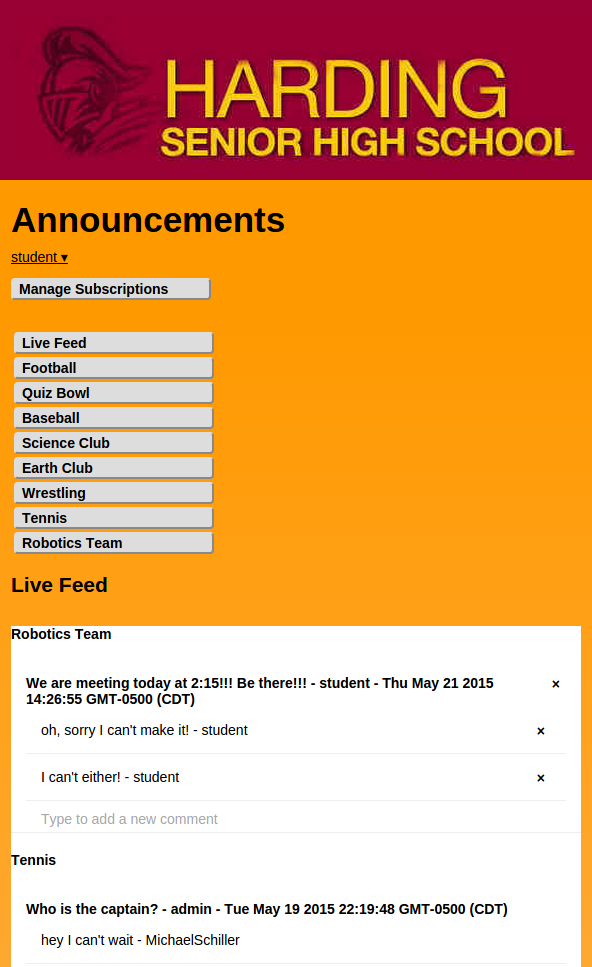 HARDING
SENIOR HIGH SCHOOL
Announcements
student ▾
Manage Subscriptions
Live Feed
Football
Quiz Bowl
Baseball
Science Club
Earth Club
Wrestling
Tennis
Robotics Team
Live Feed
Robotics Team
We are meeting today at 2:15!!! Be there!!! - student - Thu May 21 2015 ×
14:26:55 GMT-0500 (CDT)
oh, sorry I can't make it! - student ×
I can't either! - student ×
Type to add a new comment
Tennis
Who is the captain? - admin - Tue May 19 2015 22:19:48 GMT-0500 (CDT)
hey I can't wait - MichaelSchiller